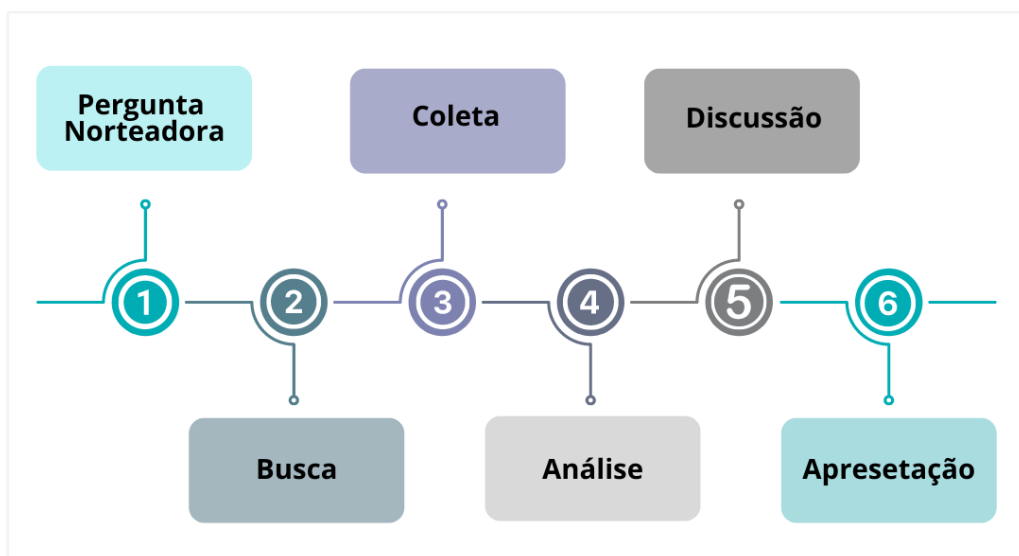 Pergunta
Norteadora
Coleta
Discussão
1
2
3
4
5
6
Busca
Análise
Apresetação